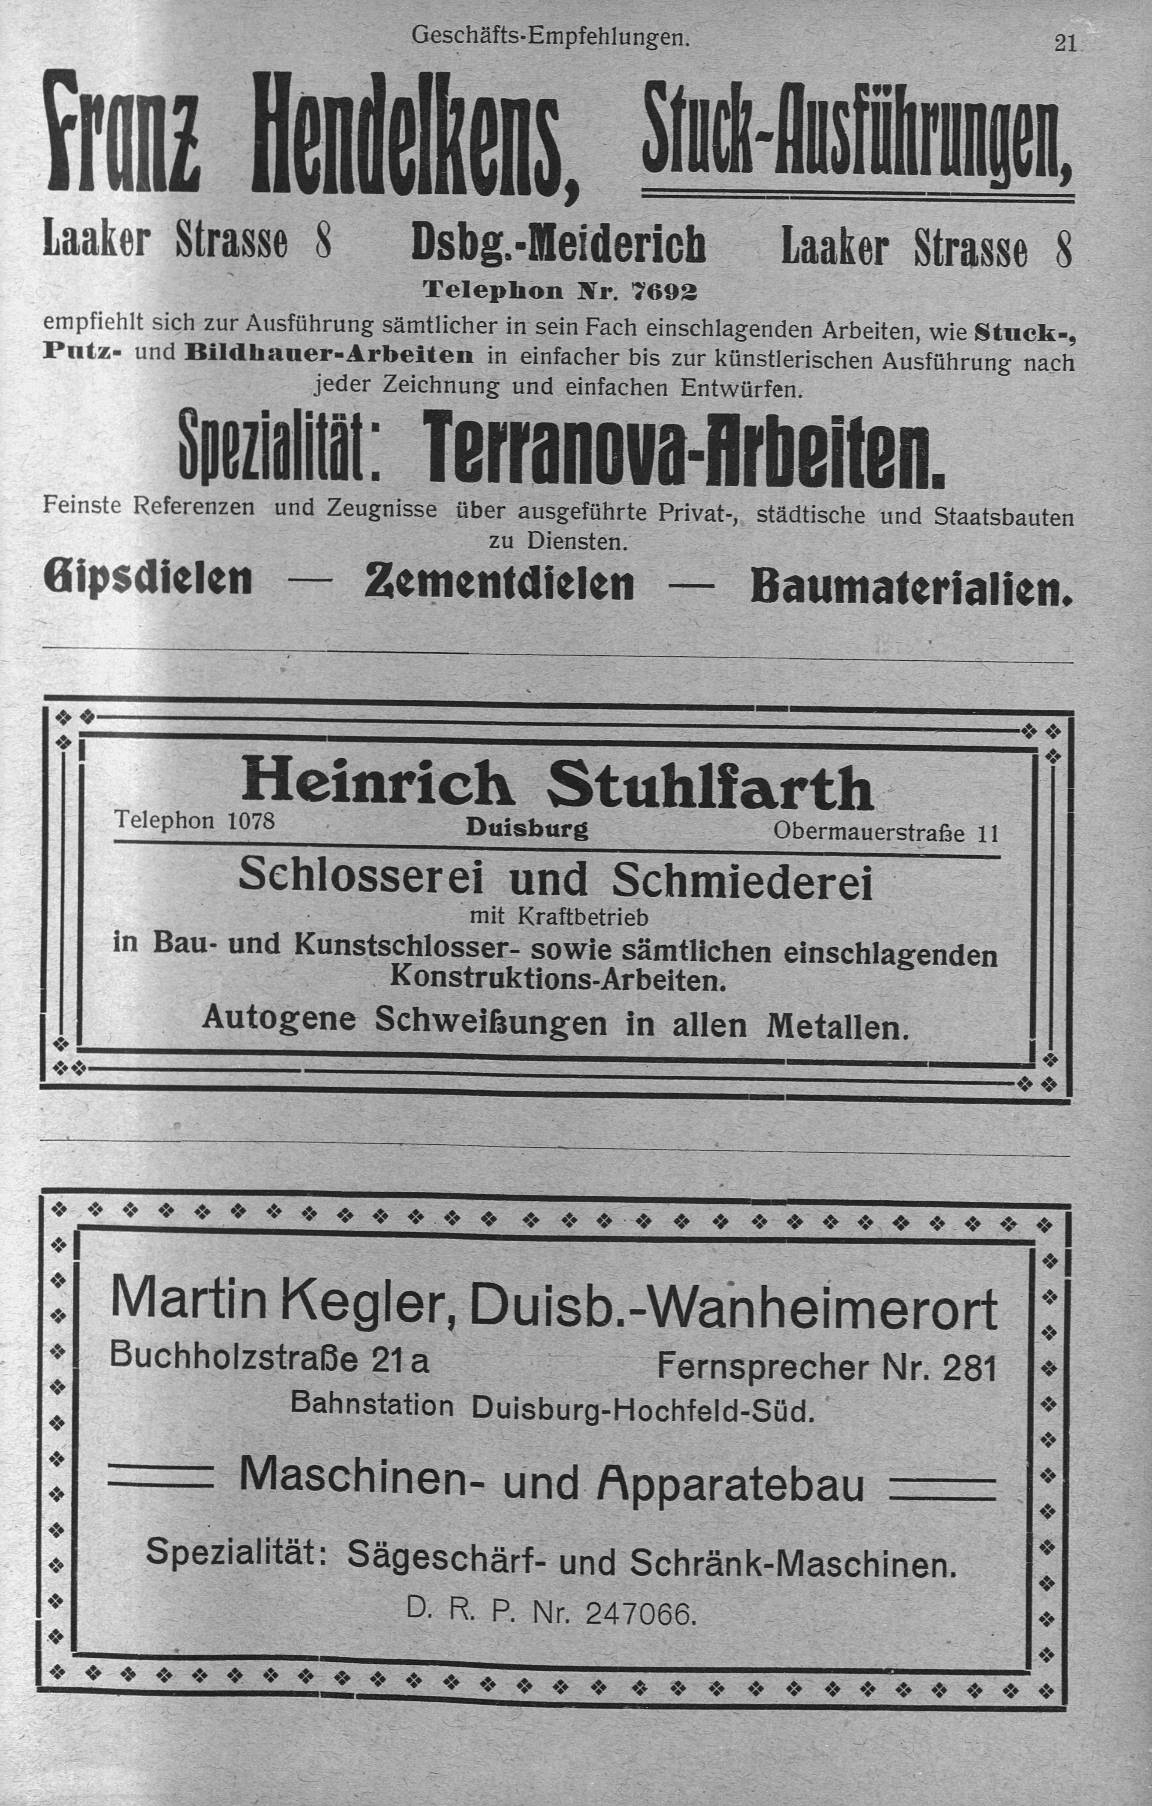 Geschäfts-Empfehlungen. 21
Franz Hendelkens, Stuck-Ausführungen,
Laaker Strasse 8 Dsbg.-Meiderich Laaker Strasse 8
Telephon Nr. 7692
empfiehlt sich zur Ausführung sämtlicher in sein Fach einschlagenden Arbeiten, wie Stuck-,
Putz- und Bildhauer-Arbeiten in einfacher bis zur künstlerischen Ausführung nach
jeder Zeichnung und einfachen Entwürfen.
Spezialität: Terranova-Arbeiten.
Feinste Referenzen und Zeugnisse über ausgeführte Privat-, städtische und Staatsbauten
zu Diensten.
Gipsdielen — Zementdielen — Baumaterialien.
Heinrich Stuhlfarth
Telephon 1078 Duisburg Obermauerstraße 11
Schlosserei und Schmiederei
mit Kraftbetrieb
in Bau- und Kunstschlosser- sowie sämtlichen einschlagenden
Konstruktions-Arbeiten.
Autogene Schweißungen in allen Metallen.
Martin Kegler, Duisb.-Wanheimerort
Buchholzstraße 21a Fernsprecher Nr. 281
Bahnstation Duisburg-Hochfeld-Süd.
Maschinen- und Apparatebau
Spezialität: Sägeschärf- und Schränk-Maschinen.
D. R. P. Nr. 247066.